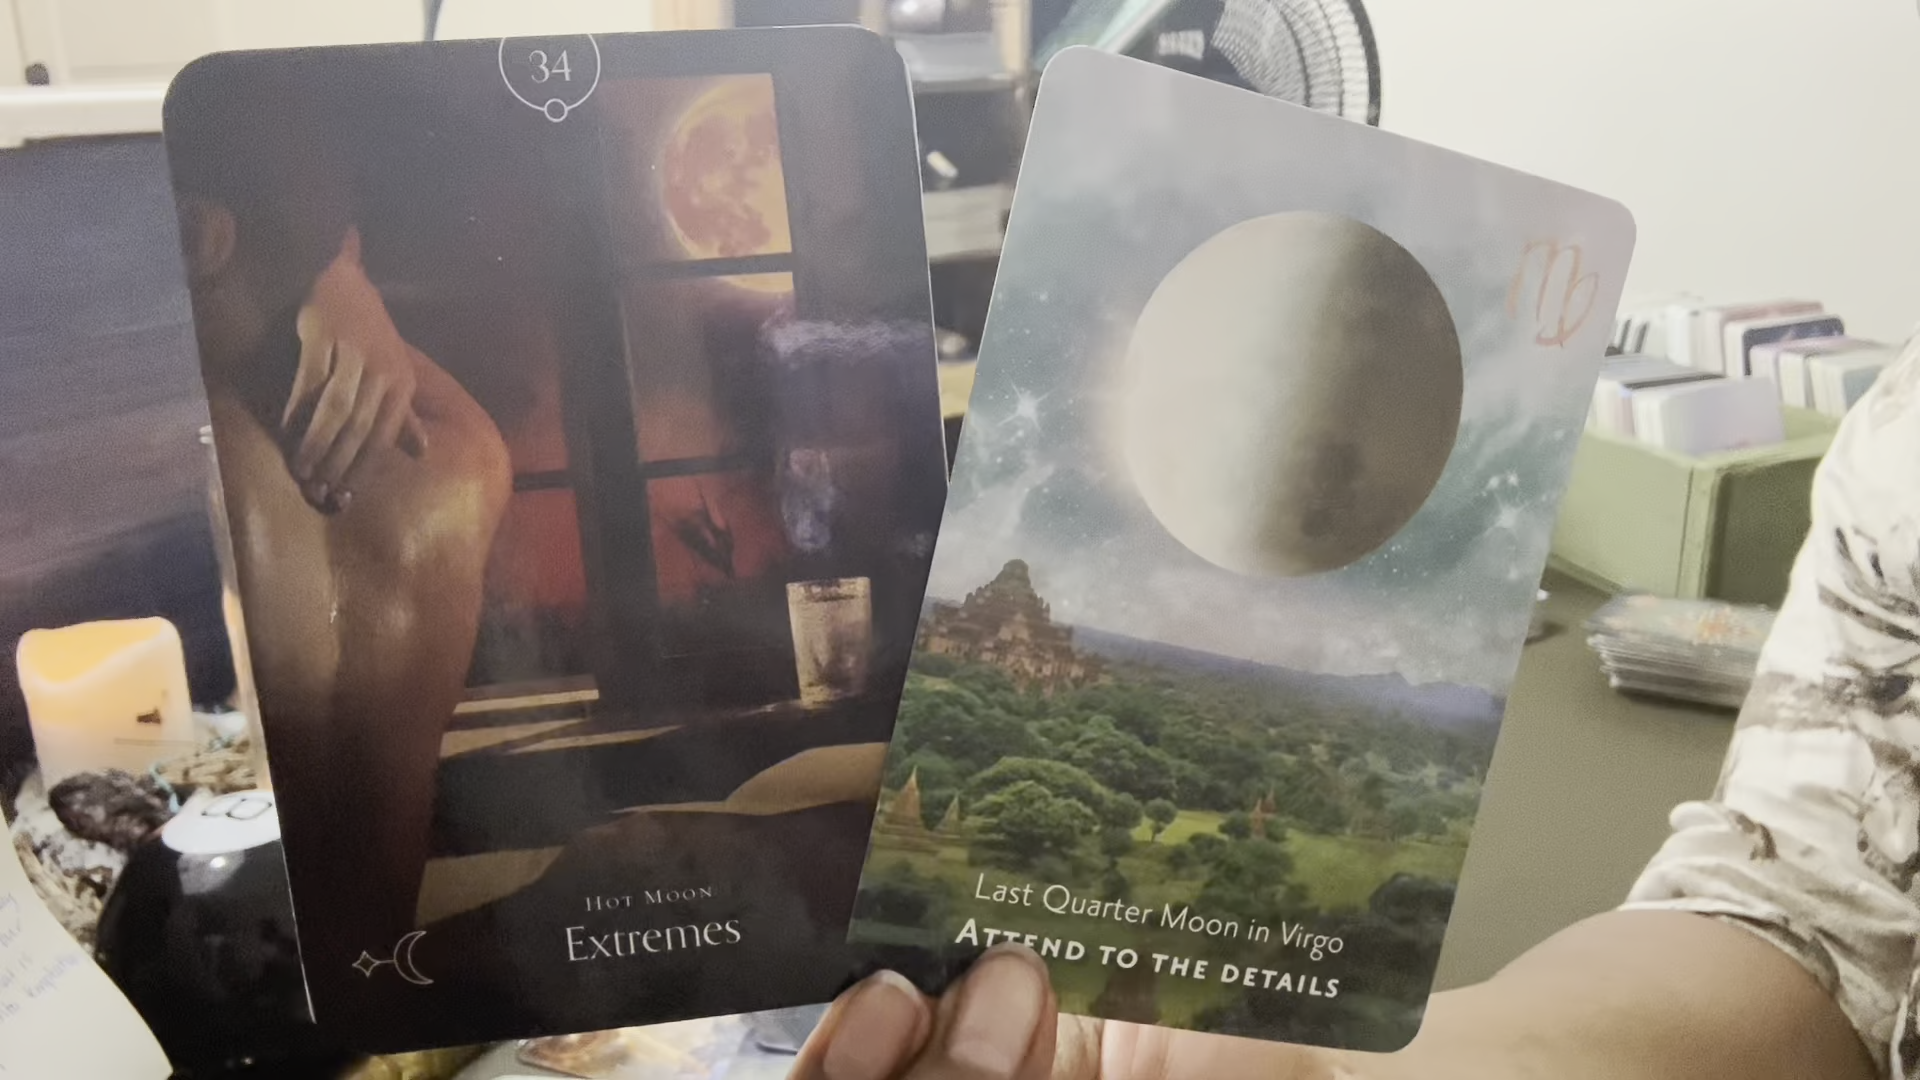 34
Hot Moon
Extremes
Last Quarter Moon in Virgo
Attend to the details